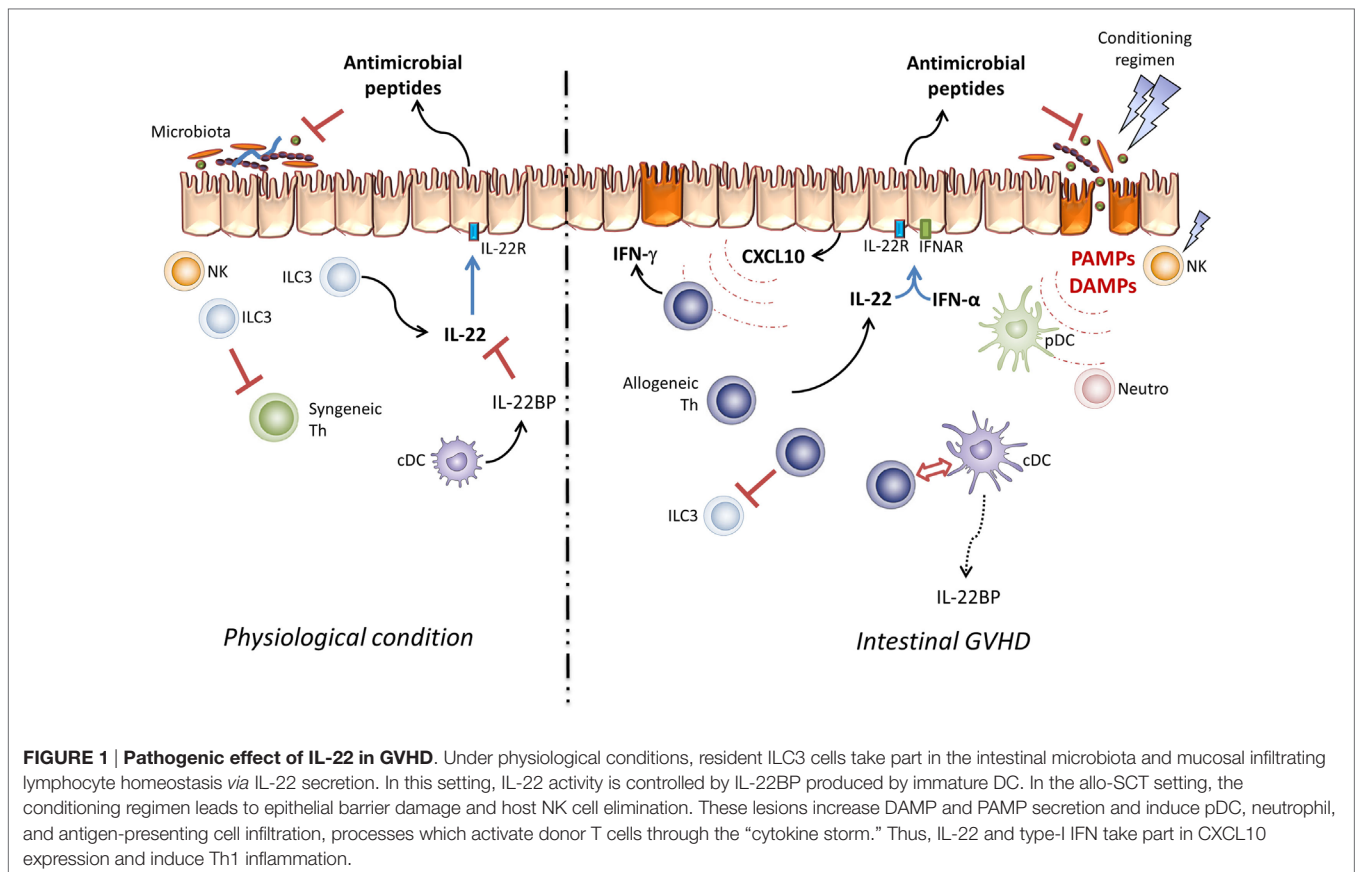 Conditioning
regimen
Antimicrobial
peptides
Antimicrobial
peptides
Microbiota
IL-22R
IL-22R
IFNAR
NK
ILC3
ILC3
IL-22
IL-22BP
Syngeneic
Th
cDC
IFN-γ
CXCL10
IL-22
IFN-α
PAMPs
DAMPs
NK
pDC
Neutro
Allogeneic
Th
ILC3
cDC
IL-22BP
Physiological condition
Intestinal GVHD
FIGURE 1 | Pathogenic effect of IL-22 in GVHD. Under physiological conditions, resident ILC3 cells take part in the intestinal microbiota and mucosal infiltrating
lymphocyte homeostasis via IL-22 secretion. In this setting, IL-22 activity is controlled by IL-22BP produced by immature DC. In the allo-SCT setting, the
conditioning regimen leads to epithelial barrier damage and host NK cell elimination. These lesions increase DAMP and PAMP secretion and induce pDC, neutrophil,
and antigen-presenting cell infiltration, processes which activate donor T cells through the “cytokine storm.” Thus, IL-22 and type-I IFN take part in CXCL10
expression and induce Th1 inflammation.